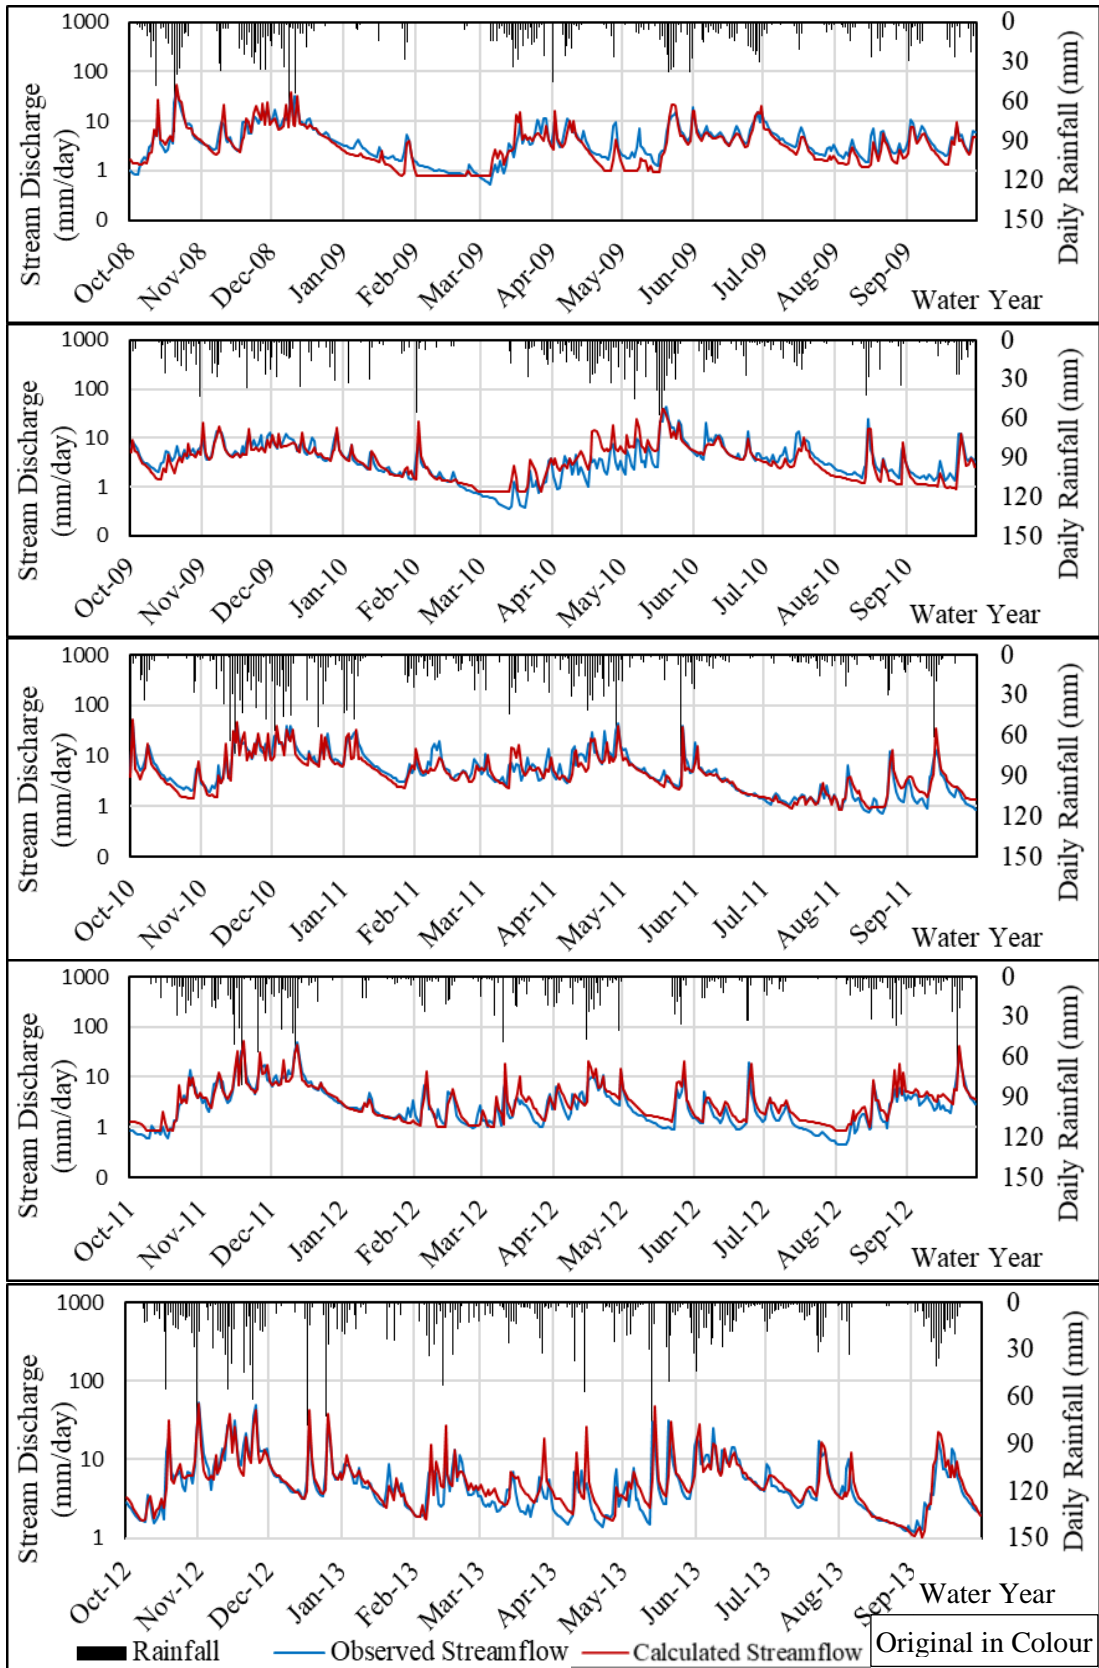 1000
100
10
1
0
Stream Discharge
(mm/day)
0
30
60
90
120
150
Daily Rainfall (mm)
Oct-08
Nov-08
Dec-08
Jan-09
Feb-09
Mar-09
Apr-09
May-09
Jun-09
Jul-09
Aug-09
Sep-09
Water Year
1000
100
10
1
0
Stream Discharge
(mm/day)
0
30
60
90
120
150
Daily Rainfall (mm)
Oct-09
Nov-09
Dec-09
Jan-10
Feb-10
Mar-10
Apr-10
May-10
Jun-10
Jul-10
Aug-10
Sep-10
Water Year
1000
100
10
1
0
Stream Discharge
(mm/day)
0
30
60
90
120
150
Daily Rainfall (mm)
Oct-10
Nov-10
Dec-10
Jan-11
Feb-11
Mar-11
Apr-11
May-11
Jun-11
Jul-11
Aug-11
Sep-11
Water Year
1000
100
10
1
0
Stream Discharge
(mm/day)
0
30
60
90
120
150
Daily Rainfall (mm)
Oct-11
Nov-11
Dec-11
Jan-12
Feb-12
Mar-12
Apr-12
May-12
Jun-12
Jul-12
Aug-12
Sep-12
Water Year
1000
100
10
1
Stream Discharge
(mm/day)
0
30
60
90
120
150
Daily Rainfall (mm)
Oct-12
Nov-12
Dec-12
Jan-13
Feb-13
Mar-13
Apr-13
May-13
Jun-13
Jul-13
Aug-13
Sep-13
Water Year
Rainfall
Observed Streamflow
Calculated Streamflow
Original in Colour